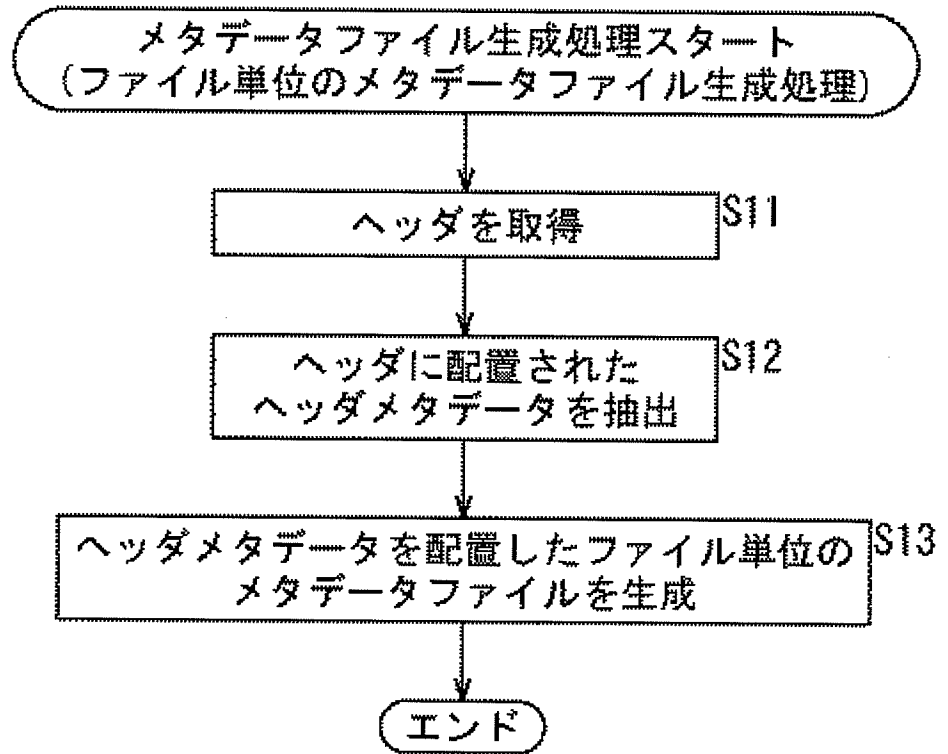 メタデータファイル生成処理スタート
(ファイル単位のメタデータファイル生成処理)
ヘッダを取得
S11
ヘッダに配置された
ヘッダメタデータを抽出
S12
ヘッダメタデータを配置したファイル単位の
メタデータファイルを生成
S13
エンド